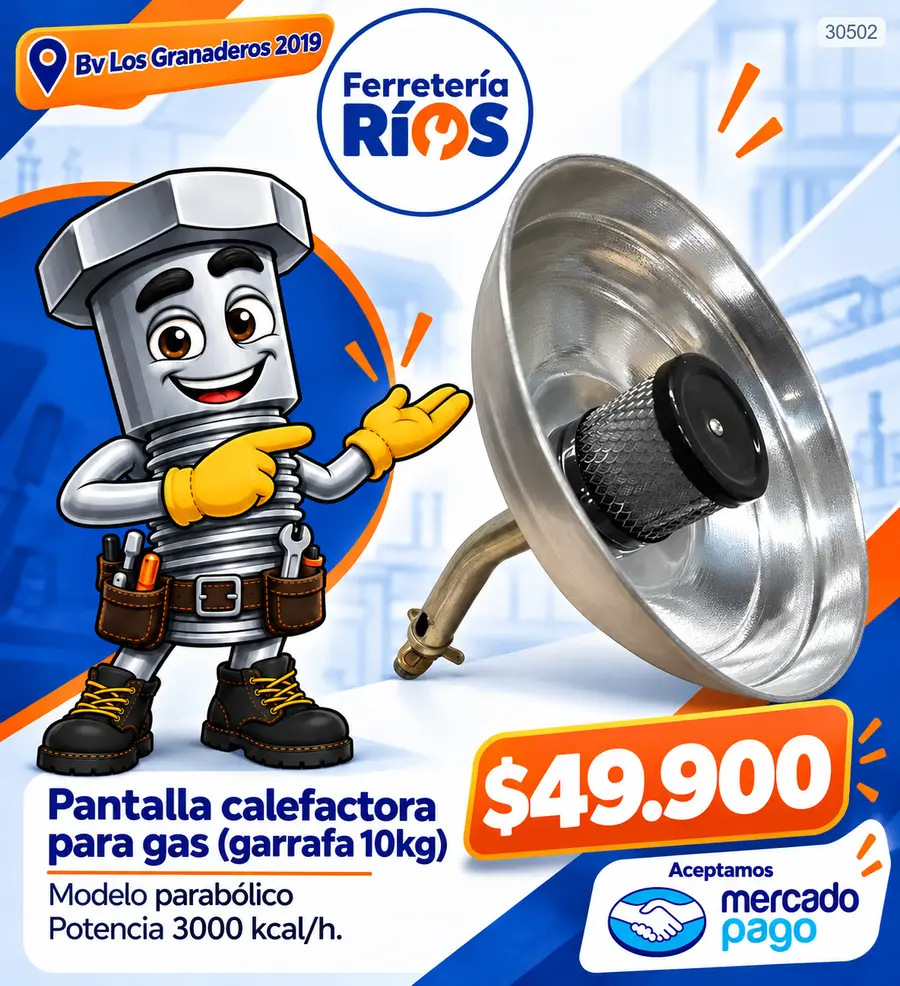 Bv Los Granaderos 2019
Ferretería
RíOS
30502
$49.900
Pantalla calefactora
para gas (garrafa 10kg)
Modelo parabólico
Potencia 3000 kcal/h.
Aceptamos
mercado
pago